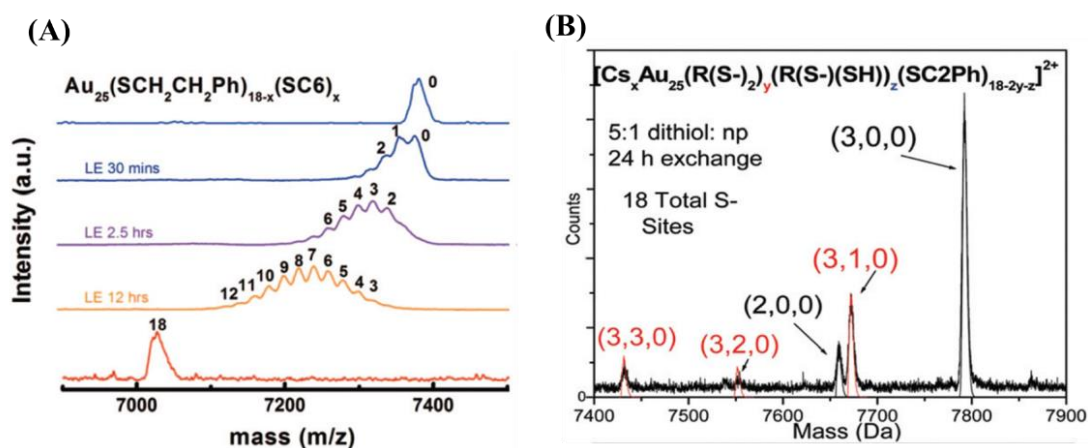 (A)
Au25(SCH2CH2Ph)18-x(SC6)x
0
LE 30 mins
2 1 0
LE 2.5 hrs
6 5 4 3 2
LE 12 hrs
12 11 10 9 8 7 6 5 4 3
18
Intensity (a.u.)
7000 7200 7400
mass (m/z)
(B)
[CsxAu25(R(S-)2)y(R(S-)(SH))z(SC2Ph)18-2y-z]2+
5:1 dithiol: np
24 h exchange
18 Total S-
Sites
(3,0,0)
(3,1,0)
(2,0,0)
(3,3,0)
(3,2,0)
Counts
7400 7500 7600 7700 7800 7900
Mass (Da)